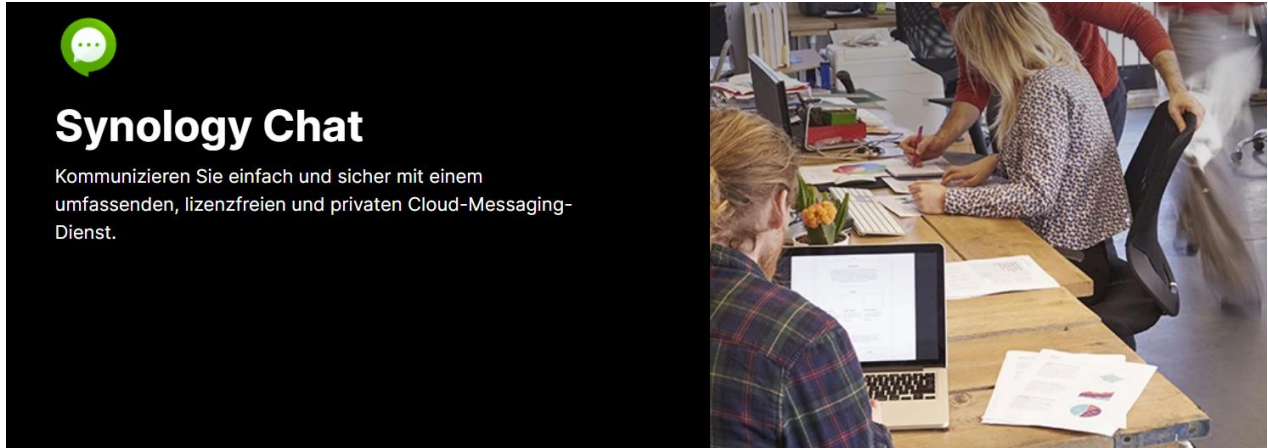 Synology Chat
Kommunizieren Sie einfach und sicher mit einem
umfassenden, lizenzfreien und privaten Cloud-Messaging-
Dienst.